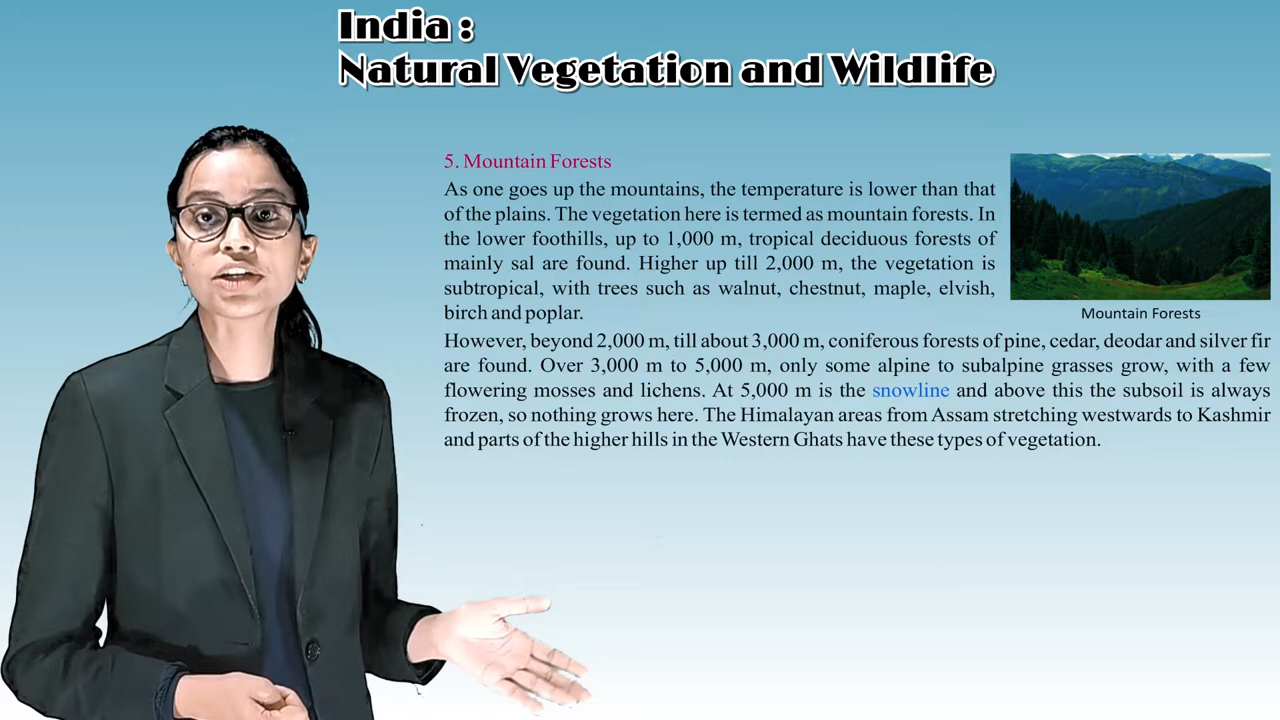 India :
Natural Vegetation and Wildlife
5. Mountain Forests
As one goes up the mountains, the temperature is lower than that
of the plains. The vegetation here is termed as mountain forests. In
the lower foothills, up to 1,000 m, tropical deciduous forests of
mainly sal are found. Higher up till 2,000 m, the vegetation is
subtropical, with trees such as walnut, chestnut, maple, elvish,
birch and poplar.
Mountain Forests
However, beyond 2,000 m, till about 3,000 m, coniferous forests of pine, cedar, deodar and silver fir
are found. Over 3,000 m to 5,000 m, only some alpine to subalpine grasses grow, with a few
flowering mosses and lichens. At 5,000 m is the snowline and above this the subsoil is always
frozen, so nothing grows here. The Himalayan areas from Assam stretching westwards to Kashmir
and parts of the higher hills in the Western Ghats have these types of vegetation.